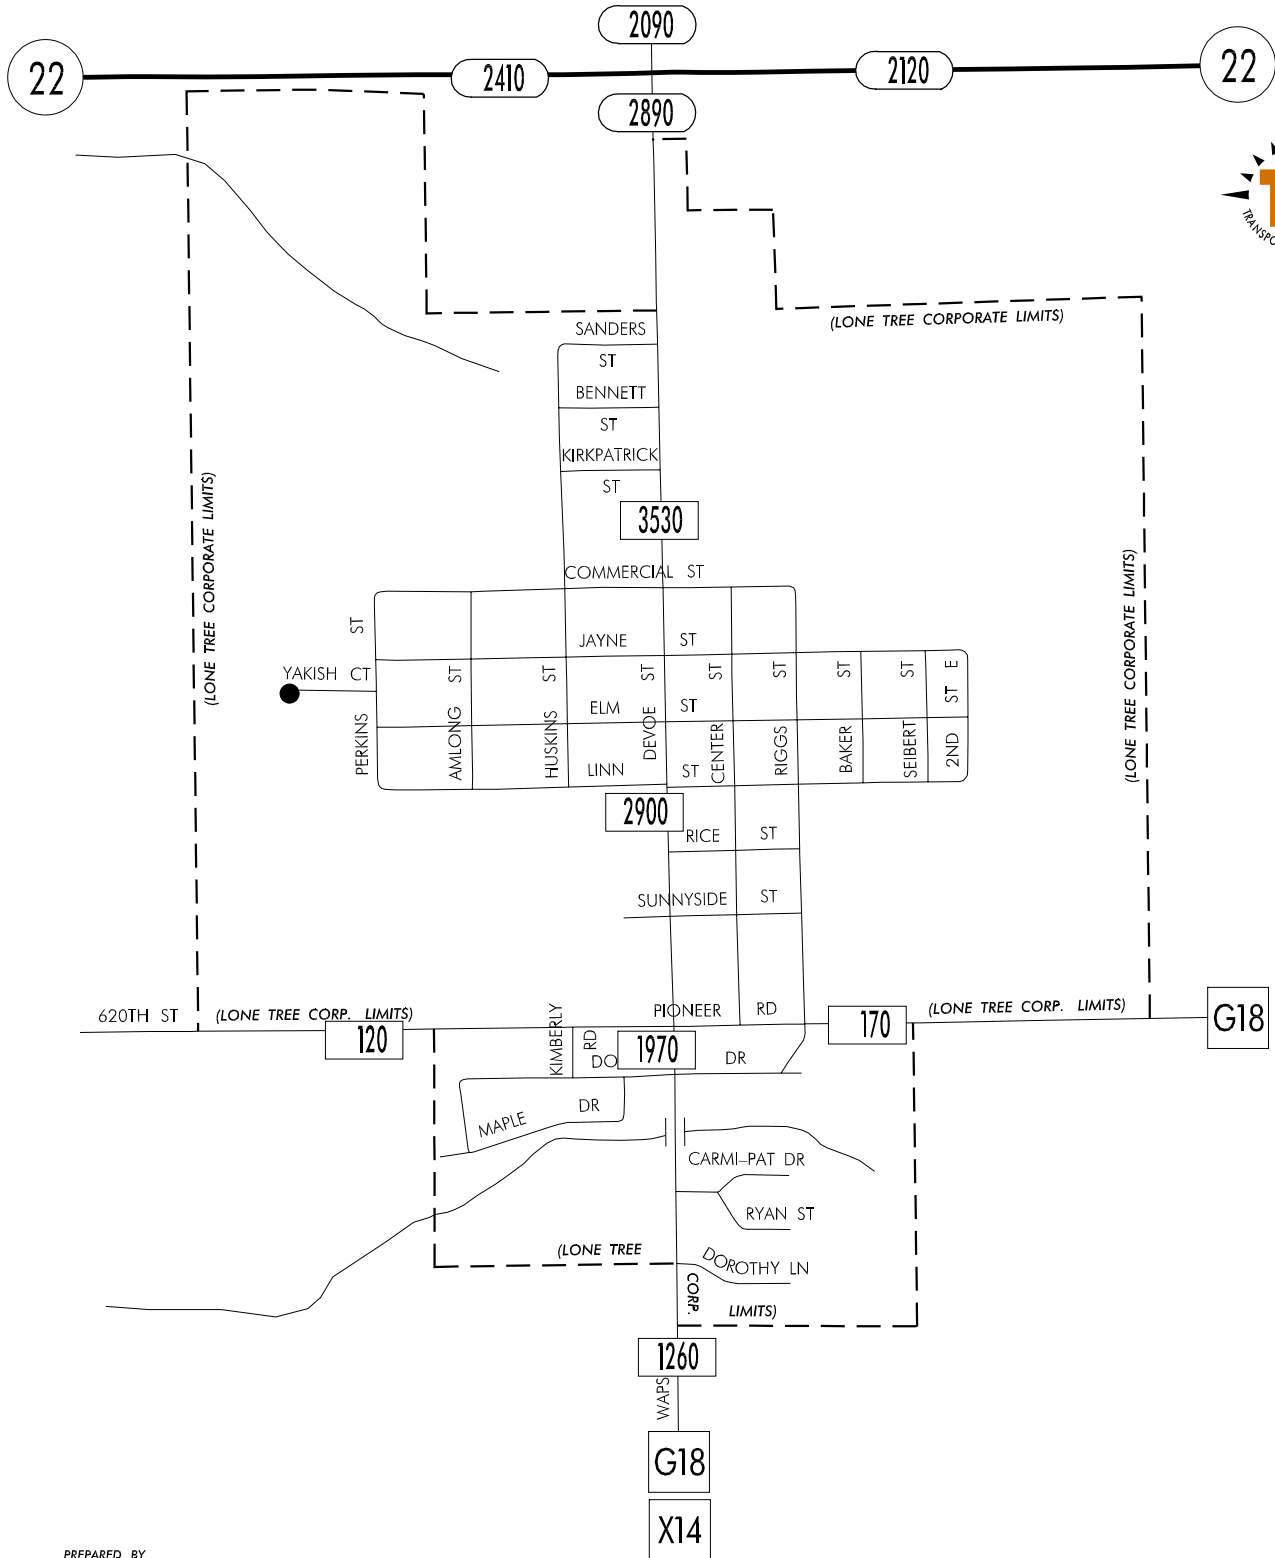 2090
22
2410
2120
22
2890
TRANSPO
SANDERS
ST
(LONE TREE CORPORATE LIMITS)
BENNETT
ST
KIRKPATRICK
ST
(LONE TREE CORPORATE LIMITS)
3530
(LONE TREE CORPORATE LIMITS)
COMMERCIAL ST
JAYNE ST
YAKISH CT
PERKINS ST
AMLONG ST
HUSKINS ST
DEVOE ST
CENTER ST
RIGGS ST
BAKER ST
SEIBERT ST
2ND ST E
ELM ST
LINN ST
2900
RICE ST
SUNNYSIDE ST
620TH ST
(LONE TREE CORP. LIMITS)
PIONEER RD
(LONE TREE CORP. LIMITS)
G18
120
170
KIMBERLY RD
DO
1970
DR
MAPLE DR
CARMI-PAT DR
RYAN ST
DOROTHY LN
(LONE TREE
CORP.
LIMITS)
1260
WAPS
G18
X14
PREPARED BY